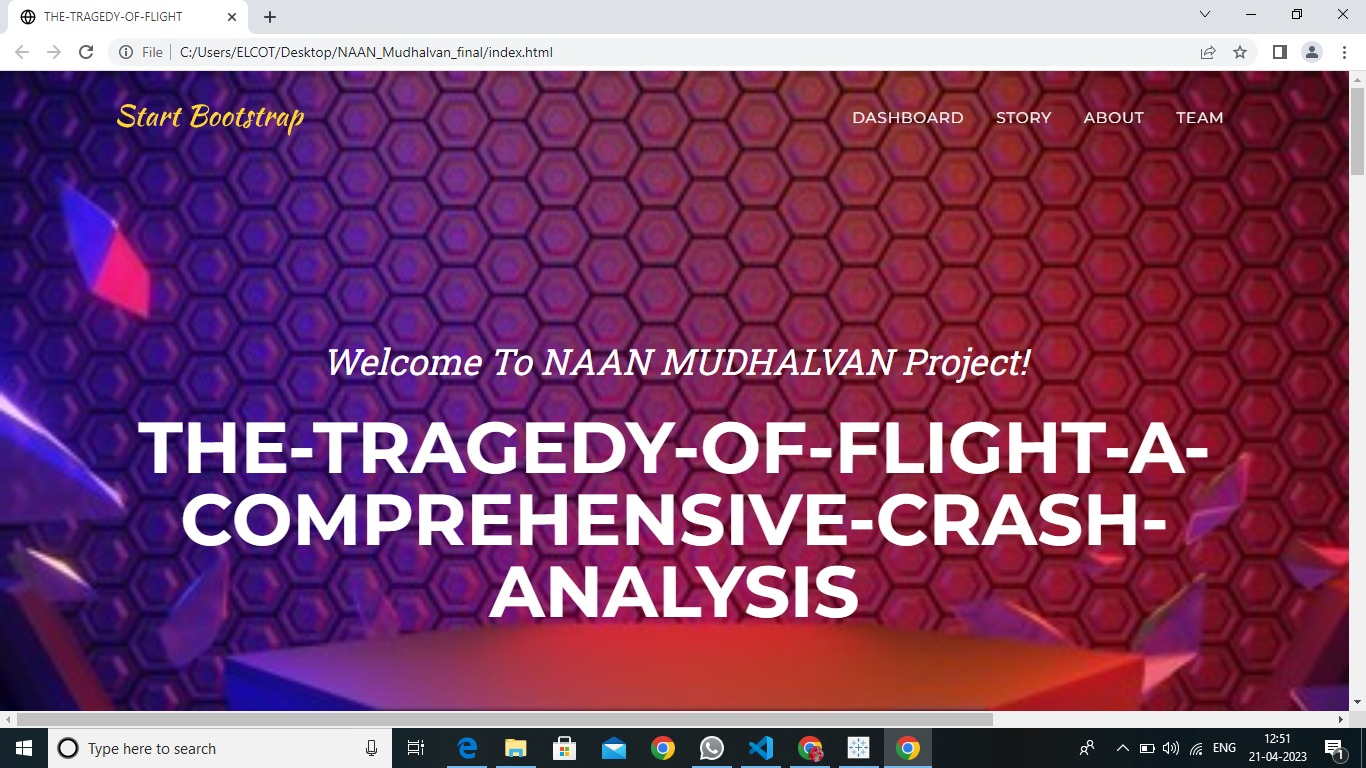 THE-TRAGEDY-OF-FLIGHT
File
C:/Users/ELCOT/Desktop/NAAN_Mudhalvan_final/index.html
Start Bootstrap
DASHBOARD STORY ABOUT TEAM
Welcome To NAAN MUDHALVAN Project!
THE-TRAGEDY-OF-FLIGHT-A-
COMPREHENSIVE-CRASH-
ANALYSIS
Type here to search
ENG
12:51
21-04-2023
1